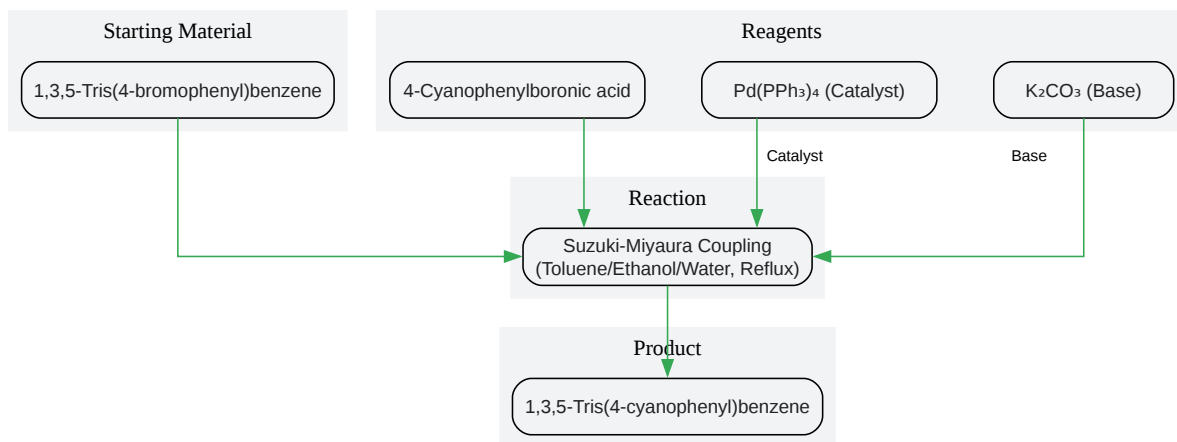 Starting Material
Reagents
1,3,5-Tris(4-bromophenyl)benzene
4-Cyanophenylboronic acid
Pd(PPh₃)₄ (Catalyst)
K₂CO₃ (Base)
Catalyst
Base
Reaction
Suzuki-Miyaura Coupling
(Toluene/Ethanol/Water, Reflux)
Product
1,3,5-Tris(4-cyanophenyl)benzene